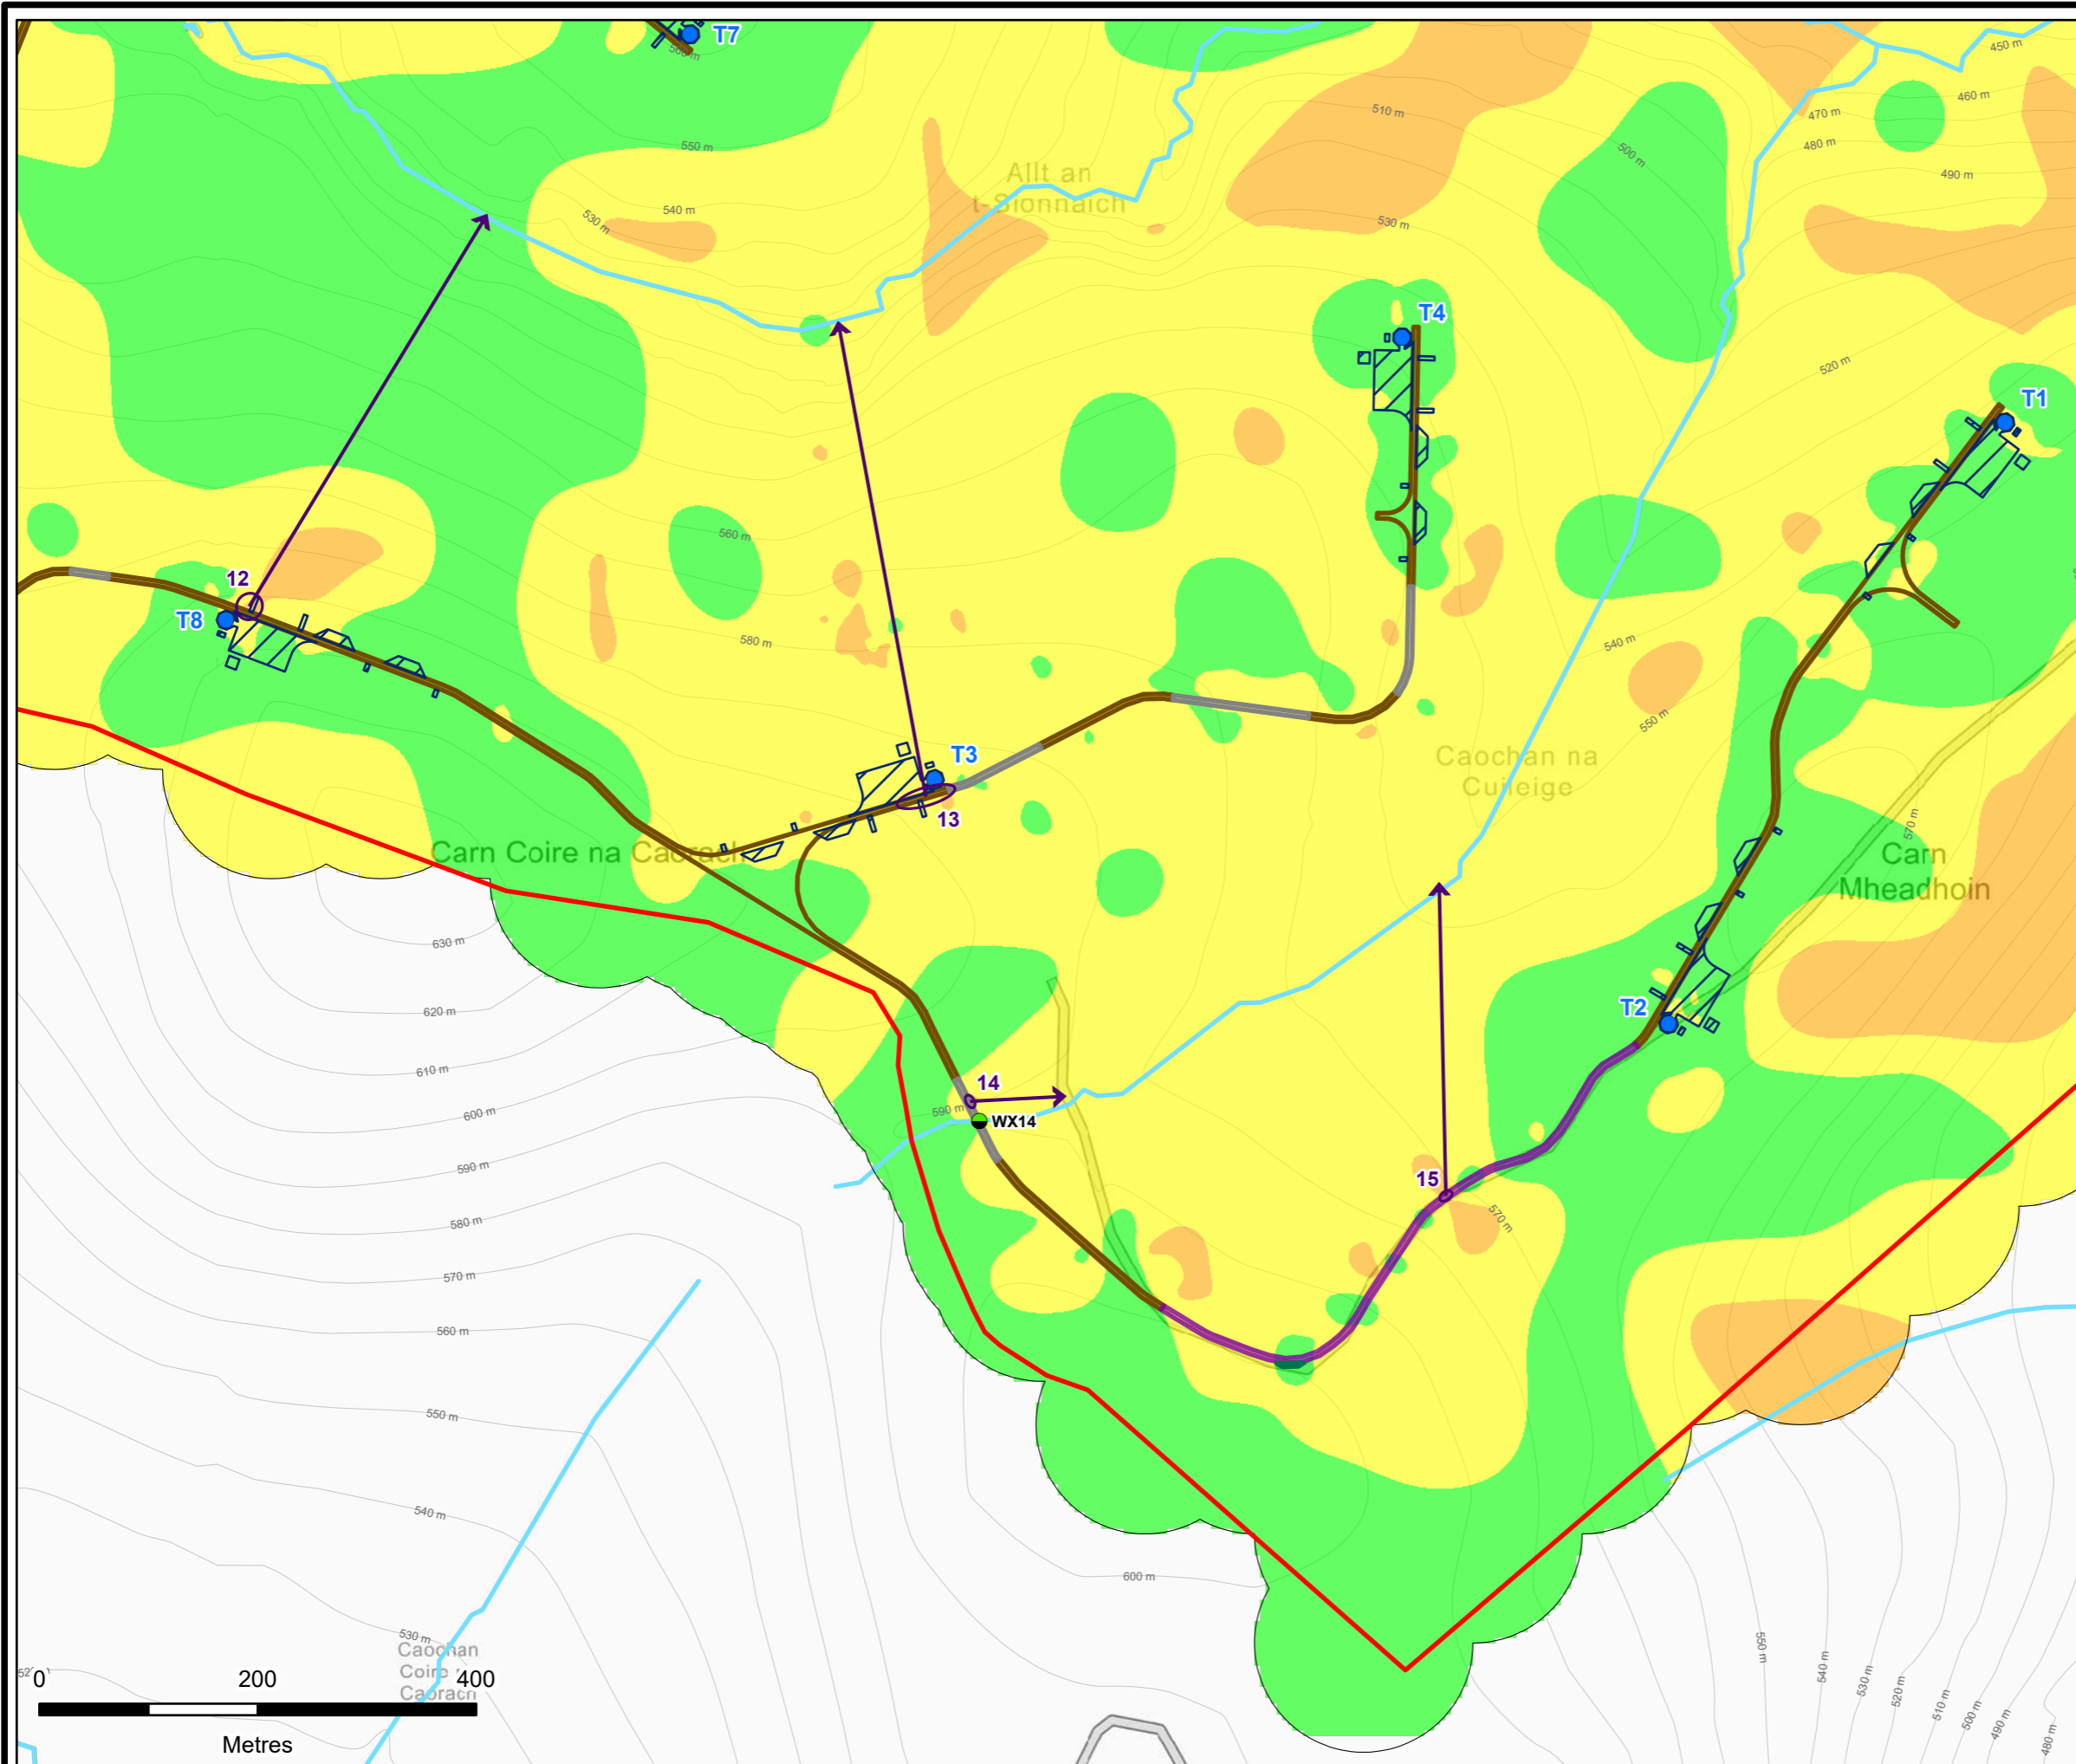 T7
560 m
450 m
460 m
470 m
480 m
490 m
510 m
500 m
550 m
Allt an
t-Sionnaich
540 m
530 m
530 m
T4
520 m
T1
560 m
12
T8
580 m
540 m
550 m
T3
Caochan na
Cuileige
13
570 m
Carn Coire na Caorach
Carn
Mheadhoin
630 m
T2
620 m
610 m
14
590 m
WX14
600 m
590 m
15
570 m
580 m
570 m
560 m
550 m
540 m
600 m
530 m
Caochan
Coire
Caorach
550 m
540 m
530 m
520 m
510 m
500 m
490 m
480 m
0 200 400
Metres